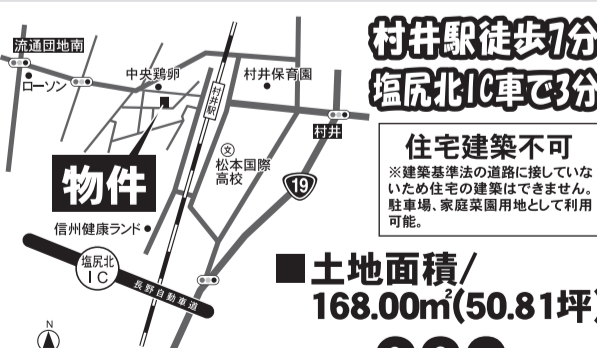 流通団地南
ローソン
中央鶏卵
村井駅
村井保育園
村井
文
松本国際
高校
19
物件
信州健康ランド
塩尻北
IC
長野自動車道
N
村井駅徒歩7分
塩尻北IC車で3分
住宅建築不可
※建築基準法の道路に接していな
いため住宅の建築はできません。
駐車場、家庭菜園用地として利用
可能。
■土地面積/
168.00㎡(50.81坪)